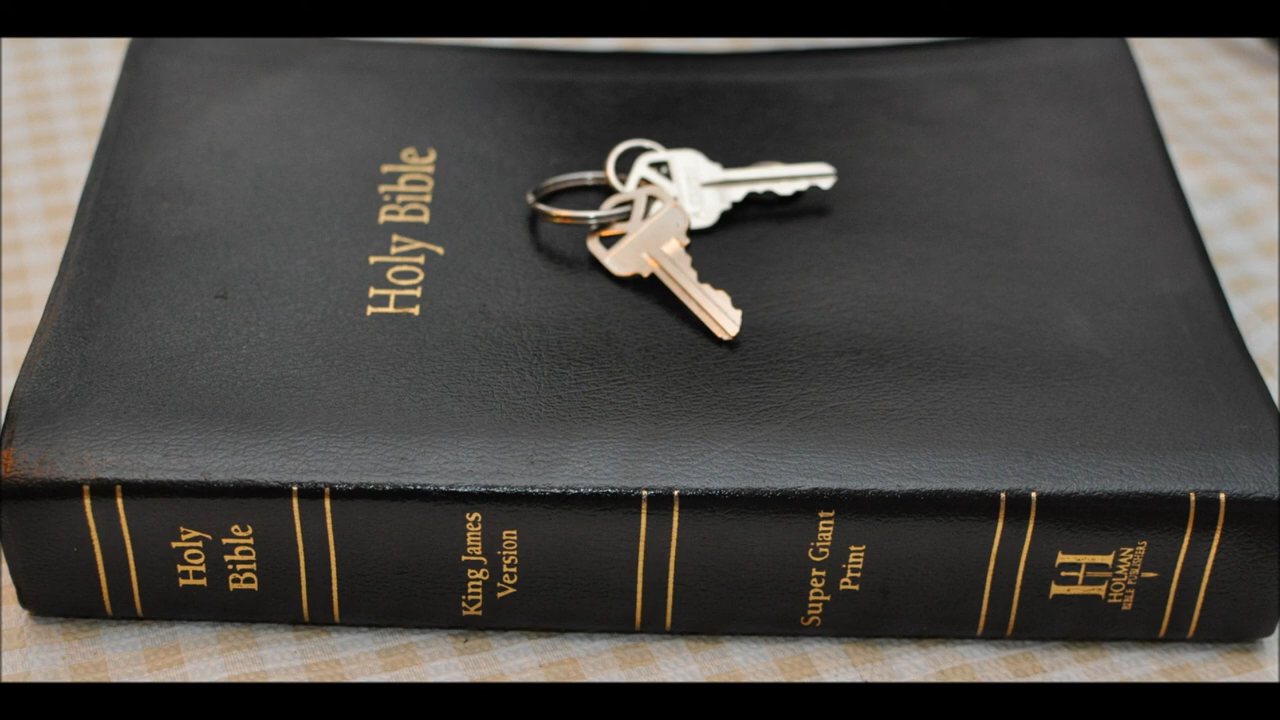 Holy Bible
Holy
Bible
King James
Version
Super Giant
Print
HOLMAN
BIBLE PUBLISHERS